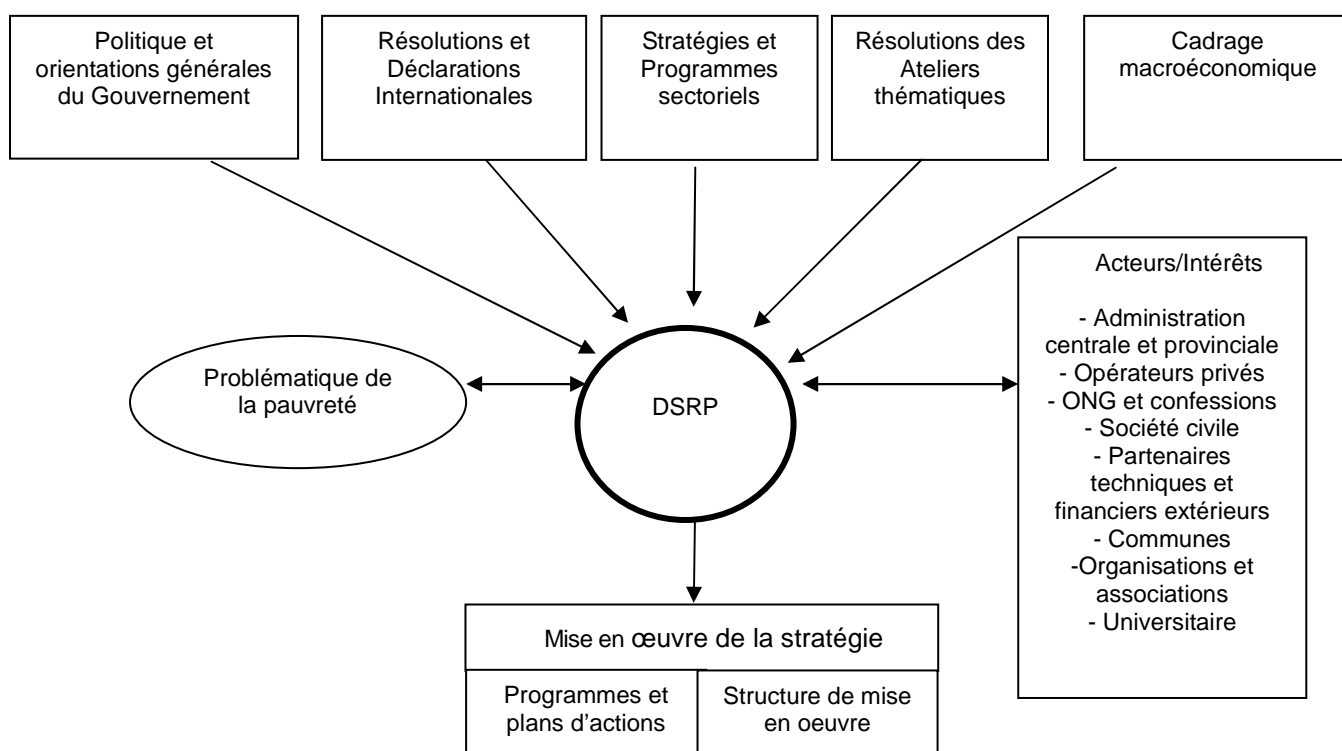 Politique et
orientations générales
du Gouvernement
Résolutions et
Déclarations
Internationales
Stratégies et
Programmes
sectoriels
Résolutions des
Ateliers
thématiques
Cadrage
macroéconomique
Acteurs/Intérêts
- Administration
centrale et provinciale
- Opérateurs privés
- ONG et confessions
- Société civile
- Partenaires
techniques et
financiers extérieurs
- Communes
-Organisations et
associations
- Universitaire
Problématique de
la pauvreté
DSRP
Mise en œuvre de la stratégie
Programmes et
plans d'actions
Structure de mise
en oeuvre